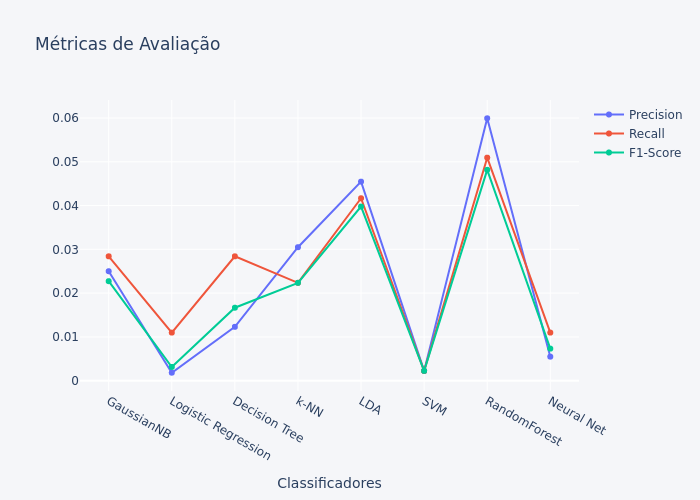 Métricas de Avaliação
0.06
0.05
0.04
0.03
0.02
0.01
0
Precision
Recall
F1-Score
GaussianNB
Logistic Regression
Decision Tree
k-NN
LDA
SVM
RandomForest
Neural Net
Classificadores